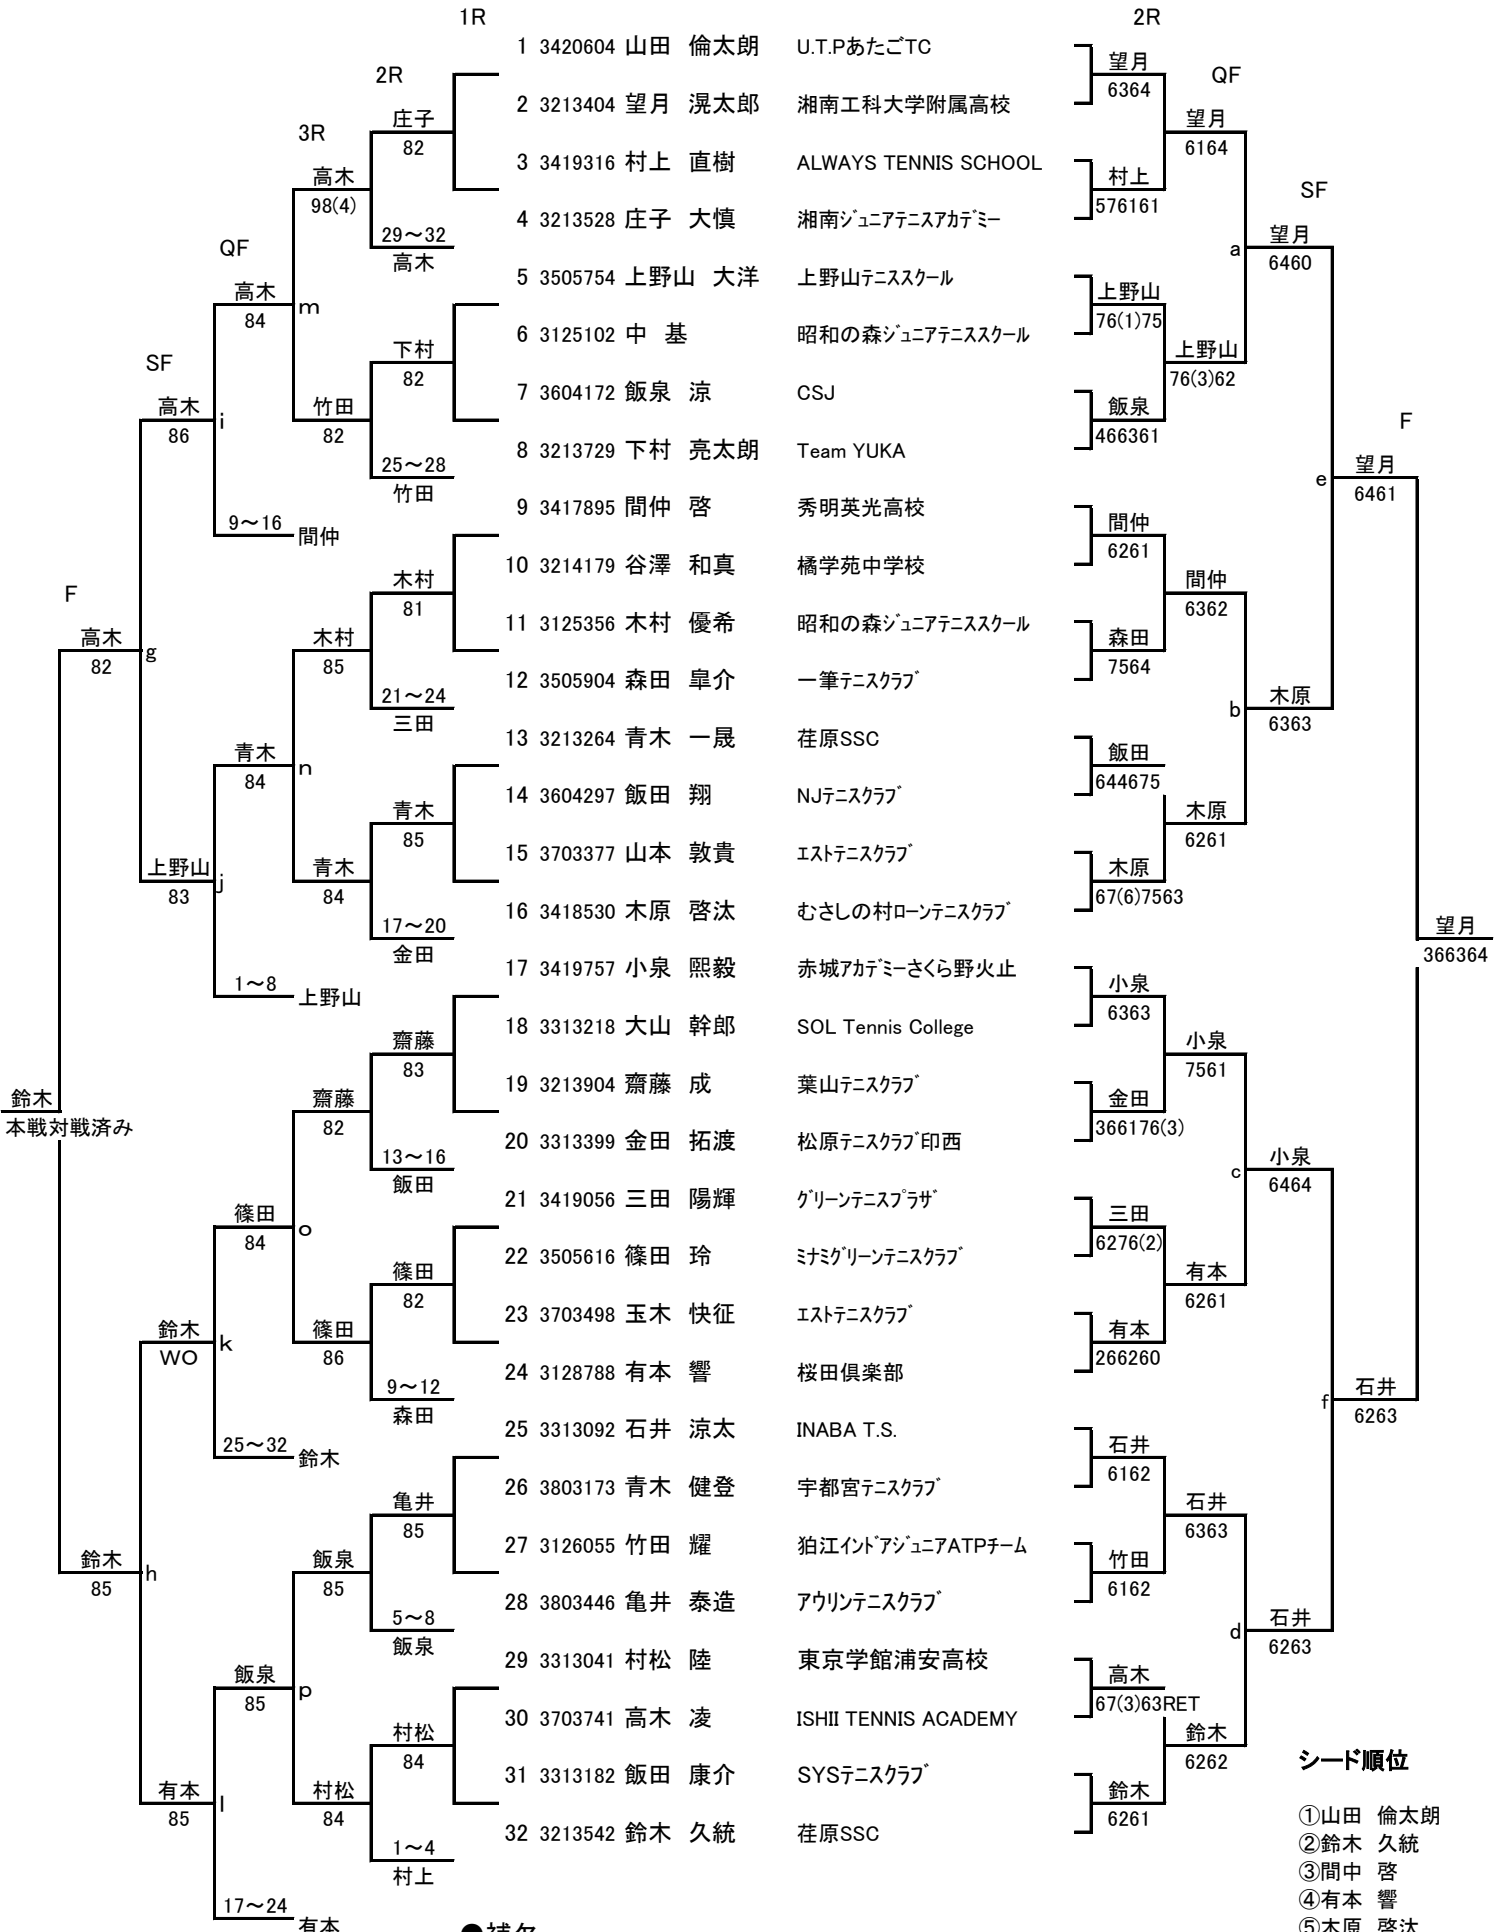 1R
2R
1 3420604 山田 倫太朗 U.T.PあたごTC
望月
2R
QF
6364
2 3213404 望月 滉太郎 湘南工科大学附属高校
庄子
望月
3R
82
6164
3 3419316 村上 直樹 ALWAYS TENNIS SCHOOL
高木
村上
SF
98(4)
576161
4 3213528 庄子 大慎 湘南ｼﾞｭﾆｱﾃﾆｽｱｶﾃﾞﾐｰ
29～32
望月
QF
a
高木
6460
5 3505754 上野山 大洋 上野山ﾃﾆｽｽｸｰﾙ
高木
上野山
84
m
76(1)75
6 3125102 中 基 昭和の森ｼﾞｭﾆｱﾃﾆｽｽｸｰﾙ
下村
上野山
SF
82
76(3)62
7 3604172 飯泉 涼 CSJ
高木
竹田
飯泉
F
i
86
82
466361
8 3213729 下村 亮太朗 Team YUKA
25～28
望月
e
竹田
6461
9 3417895 間仲 啓 秀明英光高校
9～16
間仲
間仲
6261
10 3214179 谷澤 和真 橘学苑中学校
木村
間仲
F
81
6362
11 3125356 木村 優希 昭和の森ｼﾞｭﾆｱﾃﾆｽｽｸｰﾙ
高木
木村
森田
g
82
85
7564
12 3505904 森田 皐介 一筆ﾃﾆｽｸﾗﾌﾞ
21～24
木原
b
三田
6363
13 3213264 青木 一晟 荏原SSC
青木
飯田
84
n
644675
14 3604297 飯田 翔 NJﾃﾆｽｸﾗﾌﾞ
青木
木原
85
6261
15 3703377 山本 敦貴 ｴｽﾄﾃﾆｽｸﾗﾌﾞ
上野山
青木
木原
j
83
84
67(6)7563
16 3418530 木原 啓汰 むさしの村ﾛｰﾝﾃﾆｽｸﾗﾌﾞ
17～20
望月
金田
366364
17 3419757 小泉 熙毅 赤城ｱｶﾃﾞﾐｰさくら野火止
1～8
上野山
小泉
6363
18 3313218 大山 幹郎 SOL Tennis College
齋藤
小泉
83
7561
19 3213904 齋藤 成 葉山ﾃﾆｽｸﾗﾌﾞ
鈴木
齋藤
金田
本戦対戦済み
82
366176(3)
20 3313399 金田 拓渡 松原ﾃﾆｽｸﾗﾌﾞ印西
13～16
小泉
c
飯田
6464
21 3419056 三田 陽輝 ｸﾞﾘｰﾝﾃﾆｽﾌﾟﾗｻﾞ
篠田
三田
84
o
6276(2)
22 3505616 篠田 玲 ﾐﾅﾐｸﾞﾘｰﾝﾃﾆｽｸﾗﾌﾞ
篠田
有本
82
6261
23 3703498 玉木 快征 ｴｽﾄﾃﾆｽｸﾗﾌﾞ
鈴木
篠田
有本
k
WO
86
266260
24 3128788 有本 響 桜田倶楽部
9～12
石井
f
森田
6263
25 3313092 石井 涼太 INABA T.S.
25～32
鈴木
石井
6162
26 3803173 青木 健登 宇都宮ﾃﾆｽｸﾗﾌﾞ
亀井
石井
85
6363
27 3126055 竹田 耀 狛江ｲﾝﾄﾞｱｼﾞｭﾆｱATPﾁｰﾑ
鈴木
飯泉
竹田
h
85
85
6162
28 3803446 亀井 泰造 ｱｳﾘﾝﾃﾆｽｸﾗﾌﾞ
5～8
石井
d
飯泉
6263
29 3313041 村松 陸 東京学館浦安高校
飯泉
高木
85
p
67(3)63RET
30 3703741 高木 凌 ISHII TENNIS ACADEMY
村松
鈴木
84
6262
シード順位
31 3313182 飯田 康介 SYSﾃﾆｽｸﾗﾌﾞ
有本
村松
鈴木
l
85
84
6261
①山田 倫太朗
32 3213542 鈴木 久統 荏原SSC
1～4
②鈴木 久統
村上
③間中 啓
17～24
④有本 響
有本
●補欠
⑤木原 啓汰